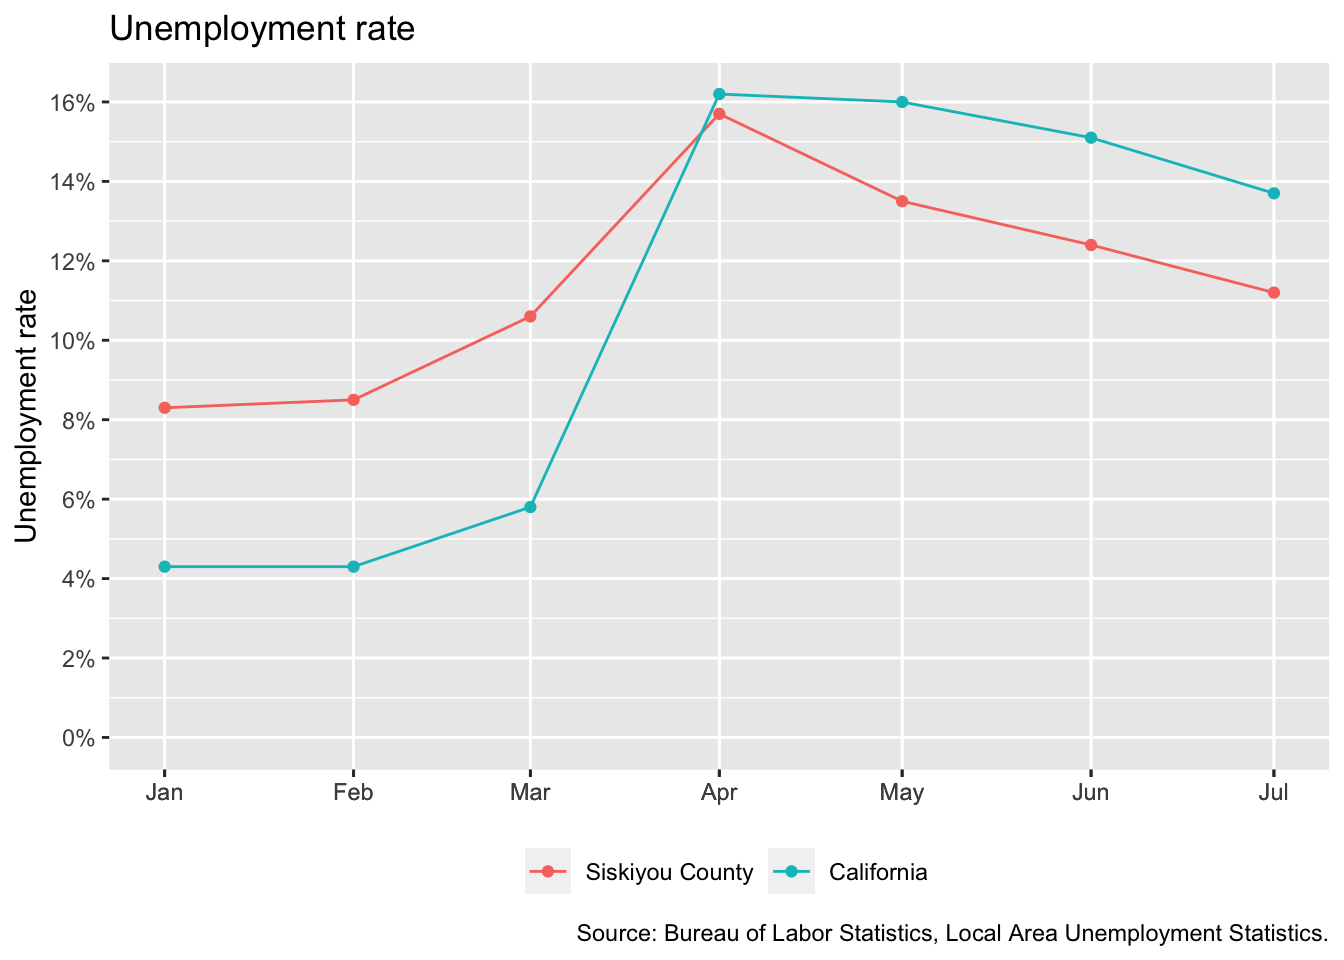 Unemployment rate
Unemployment rate
16%
14%
12%
10%
8%
6%
4%
2%
0%
Jan Feb Mar Apr May Jun Jul
Siskiyou County California
Source: Bureau of Labor Statistics, Local Area Unemployment Statistics.